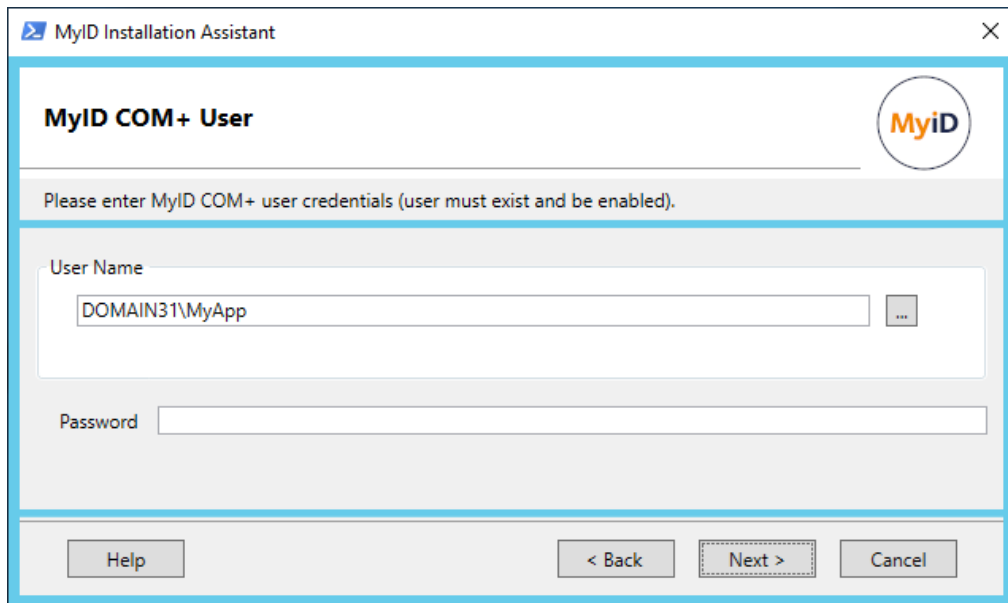 MyID Installation Assistant
MyID COM+ User
MyiD
Please enter MyID COM+ user credentials (user must exist and be enabled).
User Name
DOMAIN31\MyApp
...
Password
Help
< Back
Next >
Cancel